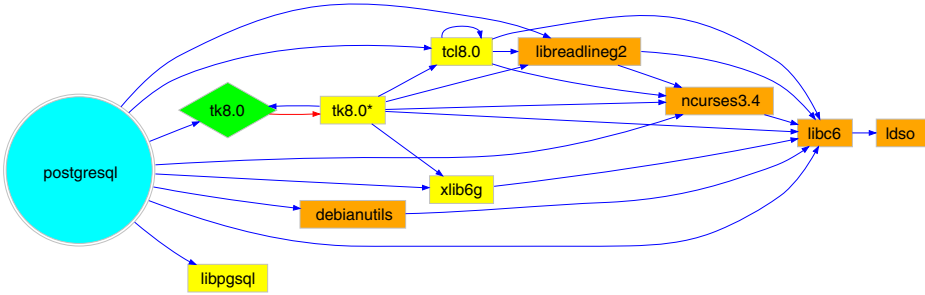 tcl8.0
libreadlineg2
tk8.0
tk8.0*
ncurses3.4
libc6
ldso
postgresql
xlib6g
debianutils
libpgsql